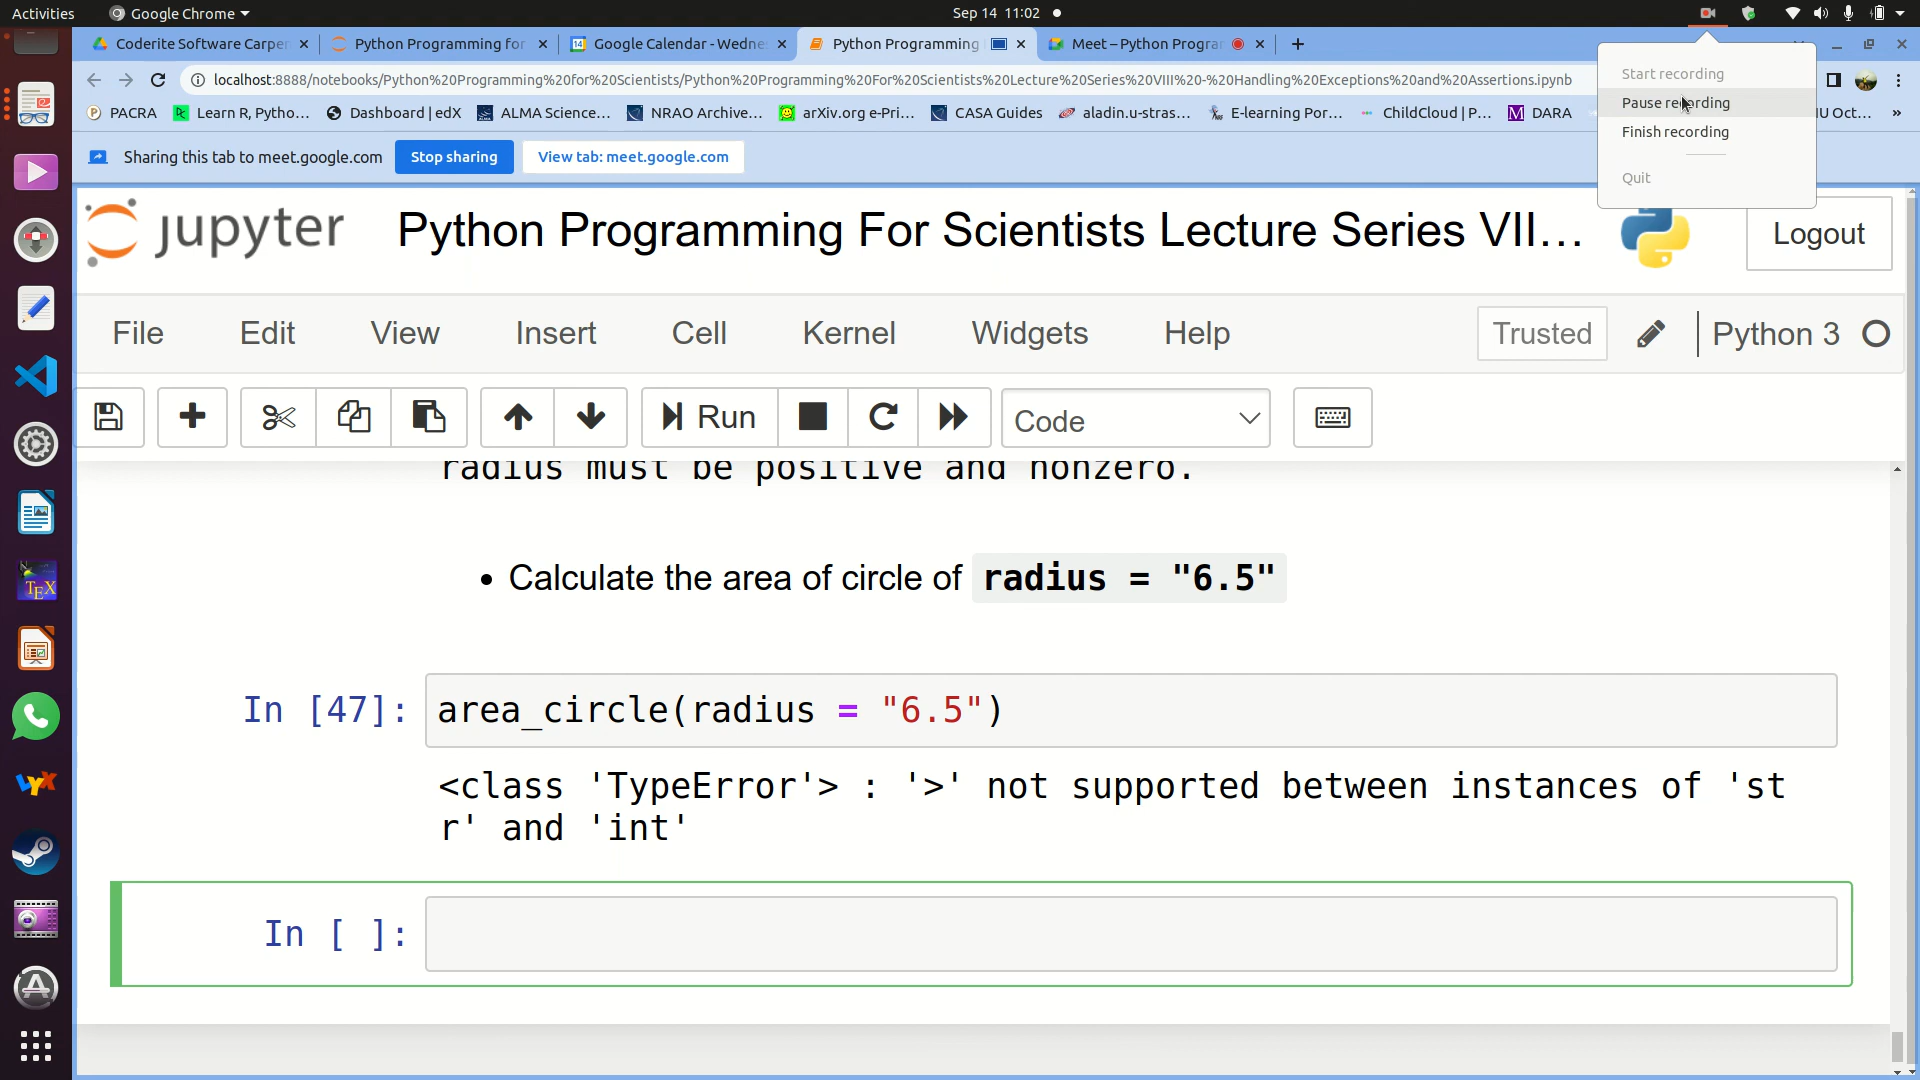 Activities Google Chrome Sep 14 11:02
Coderite Software Carpen Python Programming for Google Calendar - Wedne Python Programming Meet – Python Progra
localhost:8888/notebooks/Python%20Programming%20for%20Scientists/Python%20Programming%20For%20Scientists%20Lecture%20Series%20VIII%20-%20Handling%20Exceptions%20and%20Assertions.ipynb
PACRA Learn R, Pytho... Dashboard | edX ALMA Science... NRAO Archive... arXiv.org e-Pri... CASA Guides aladin.u-stras... E-learning Por... ChildCloud | P... DARA IU Oct... »
Start recording
Pause recording
Finish recording
Quit
Sharing this tab to meet.google.com Stop sharing View tab: meet.google.com
jupyter Python Programming For Scientists Lecture Series VII... Logout
File Edit View Insert Cell Kernel Widgets Help Trusted Python 3
Run Code
radius must be positive and nonzero.
• Calculate the area of circle of radius = "6.5"
In [47]: area_circle(radius = "6.5")
<class 'TypeError'> : '>' not supported between instances of 'st
r' and 'int'
In [ ]: